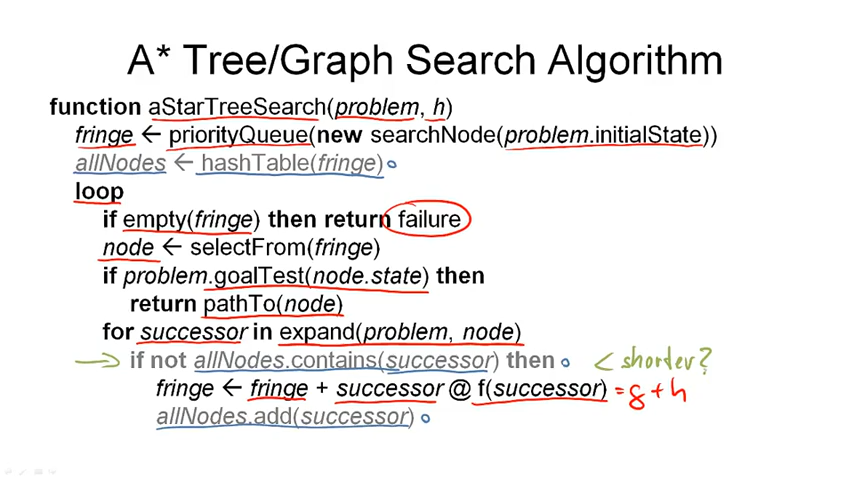 A* Tree/Graph Search Algorithm
function aStarTreeSearch(problem, h)
fringe ← priorityQueue(new searchNode(problem.initialState))
allNodes ← hashTable(fringe)
loop
if empty(fringe) then return failure
node ← selectFrom(fringe)
if problem.goalTest(node.state) then
return pathTo(node)
for successor in expand(problem, node)
→ if not allNodes.contains(successor) then < shorter?
fringe ← fringe + successor @ f(successor) = g + h
allNodes.add(successor)